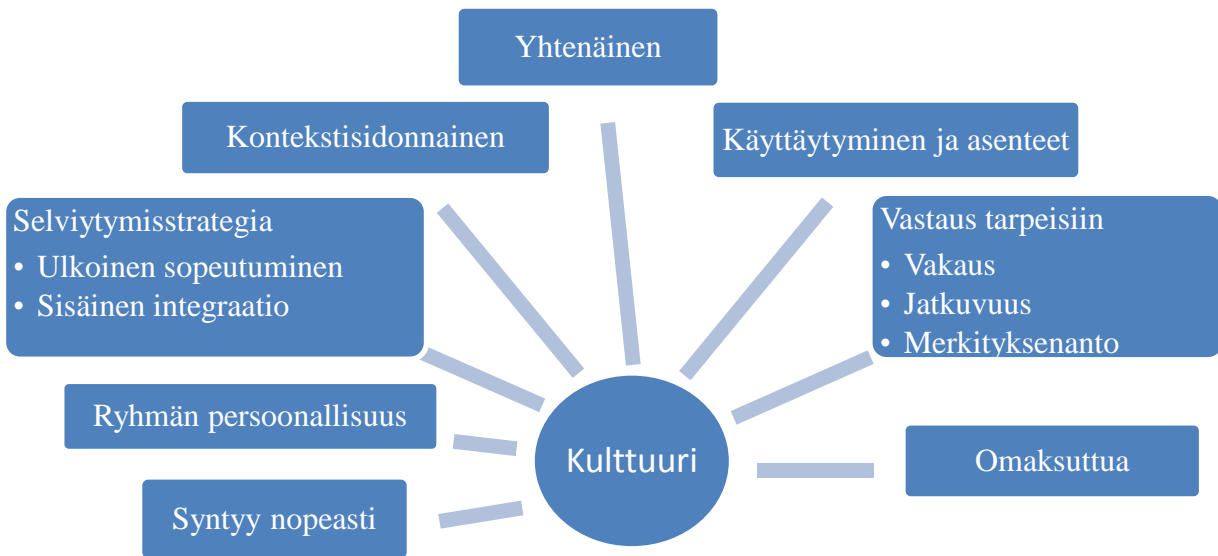 Yhtenäinen
Kontekstisidonnainen
Käyttäytyminen ja asenteet
Selviytymisstrategia
• Ulkoinen sopeutuminen
• Sisäinen integraatio
Vastaus tarpeisiin
• Vakaus
• Jatkuvuus
• Merkityksenanto
Ryhmän persoonallisuus
Kulttuuri
Omaksuttua
Syntyy nopeasti